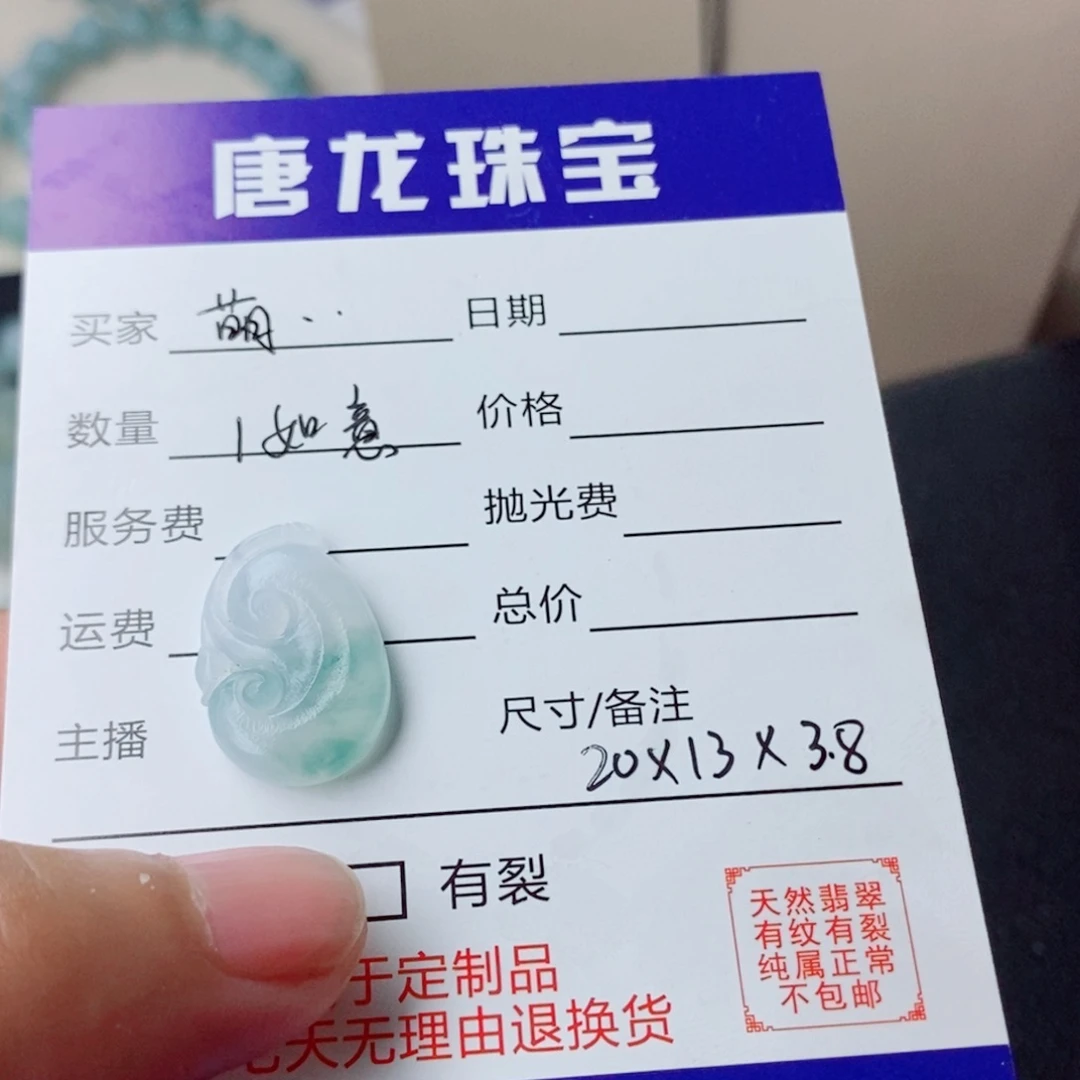 唐龙珠宝
买家 萌.. 日期
数量 1如意 价格
服务费 抛光费
运费 总价
主播 尺寸/备注
20X13X3.8
有裂
于定制品
天无理由退换货
天然翡翠
有纹有裂
纯属正常
不包邮